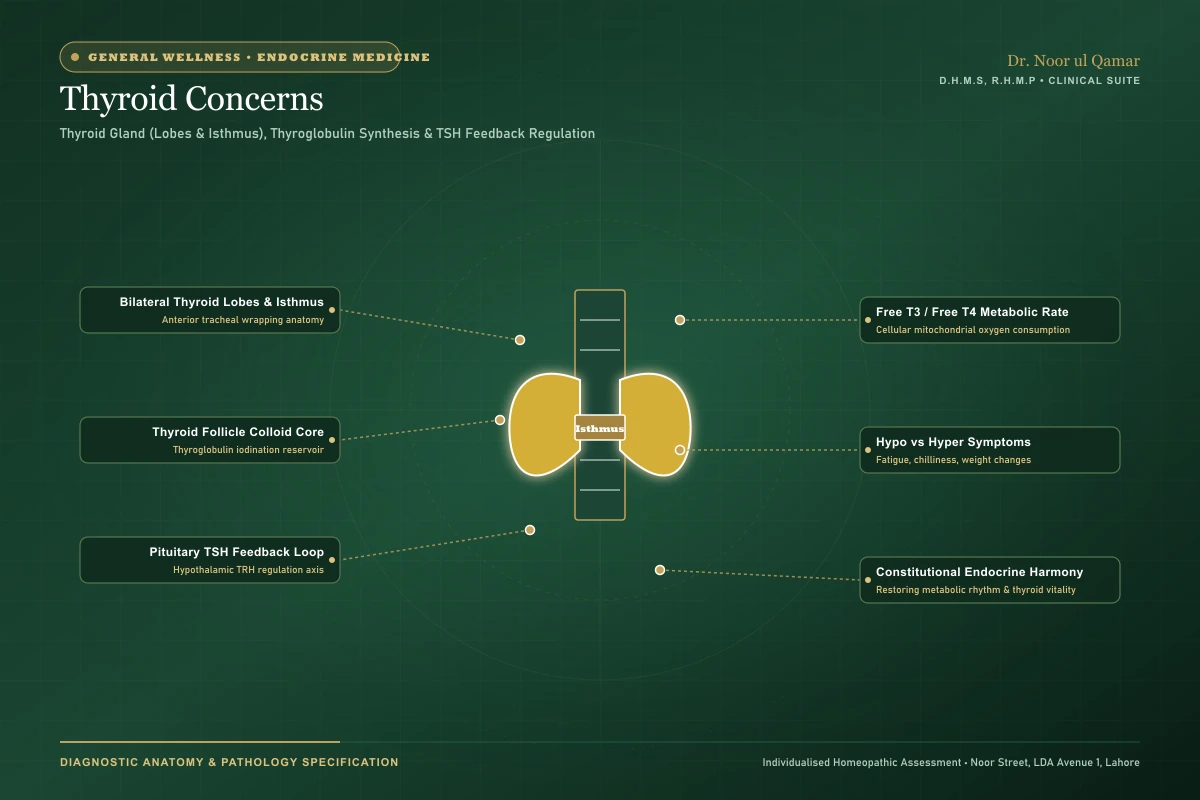 GENERAL WELLNESS • ENDOCRINE MEDICINE
Thyroid Concerns
Thyroid Gland (Lobes & Isthmus), Thyroglobulin Synthesis & TSH Feedback Regulation
Dr. Noor ul Qamar
D.H.M.S, R.H.M.P • CLINICAL SUITE
Bilateral Thyroid Lobes & Isthmus
Anterior tracheal wrapping anatomy
Thyroid Follicle Colloid Core
Thyroglobulin iodination reservoir
Pituitary TSH Feedback Loop
Hypothalamic TRH regulation axis
Isthmus
Free T3 / Free T4 Metabolic Rate
Cellular mitochondrial oxygen consumption
Hypo vs Hyper Symptoms
Fatigue, chilliness, weight changes
Constitutional Endocrine Harmony
Restoring metabolic rhythm & thyroid vitality
DIAGNOSTIC ANATOMY & PATHOLOGY SPECIFICATION
Individualised Homeopathic Assessment • Noor Street, LDA Avenue 1, Lahore